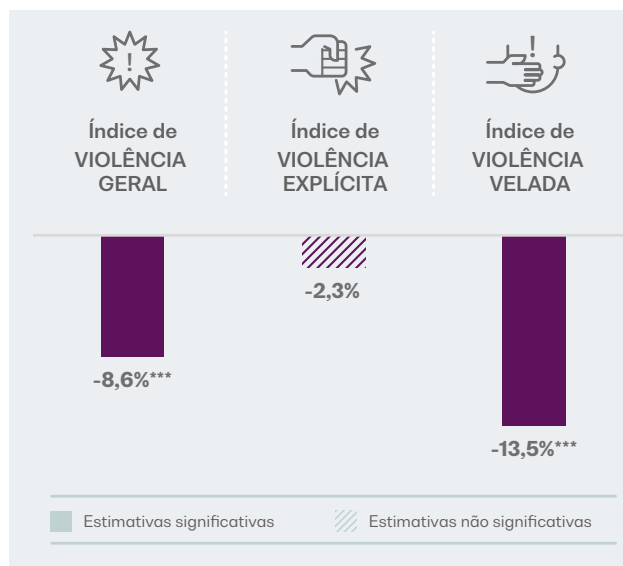 Índice de
VIOLÊNCIA
GERAL
Índice de
VIOLÊNCIA
EXPLÍCITA
Índice de
VIOLÊNCIA
VELADA
-8,6%***
-2,3%
-13,5%***
Estimativas significativas
Estimativas não significativas